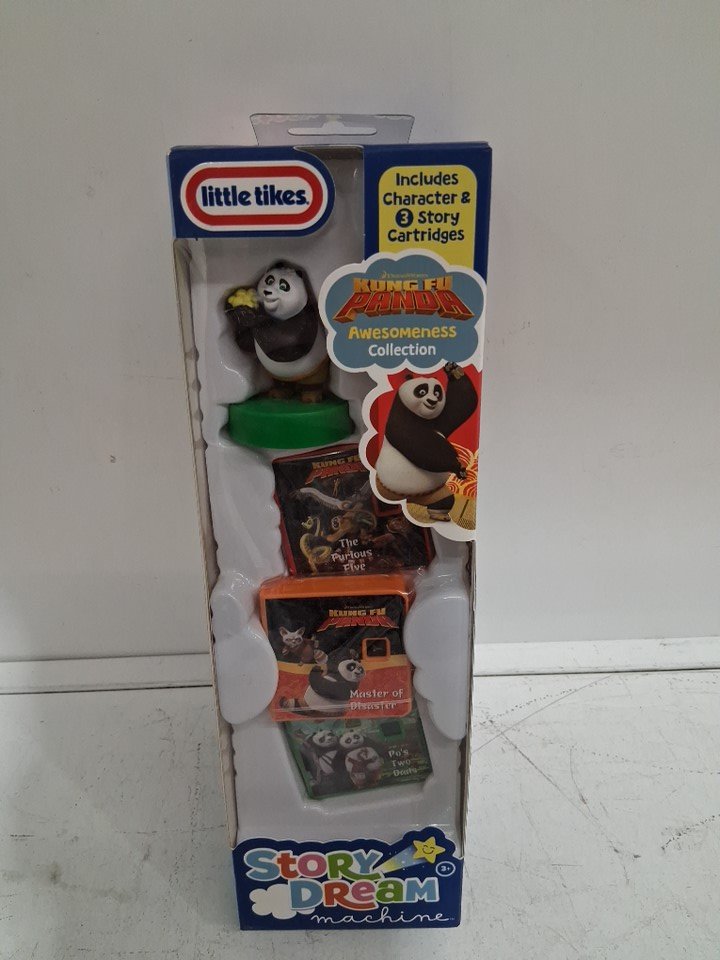 little tikes
Includes
Character &
3 Story
Cartridges
KUNG FU
PANDA
Awesomeness
Collection
KUNG FU
PANDA
The
Furious
Five
KUNG FU
PANDA
Master of
Disaster
Po's
Two
Dads
StoRY
DReam
machine
3+